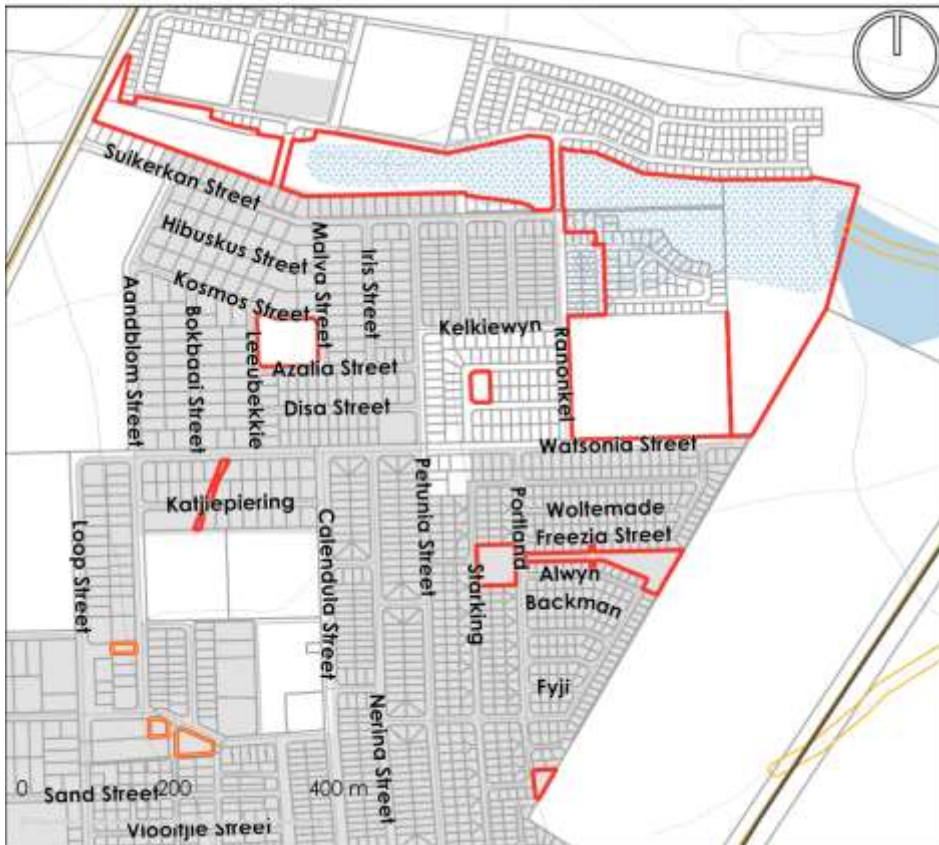 Suikerkan Street
Hibuskus Street
Malva Street
Iris Street
Kosmos Street
Aandblom Street
Bokbaai Street
Leeubekkie
Kelkiewyn
Ranonkel
Azalia Street
Disa Street
Watsonia Street
Katjiepiering
Petunia Street
Portland
Woltemade
Freezia Street
Loop Street
Calendula Street
Starking
Alwyn
Backman
Fyji
Nerina Street
0 200 400 m
Sand Street
Viooltjie Street